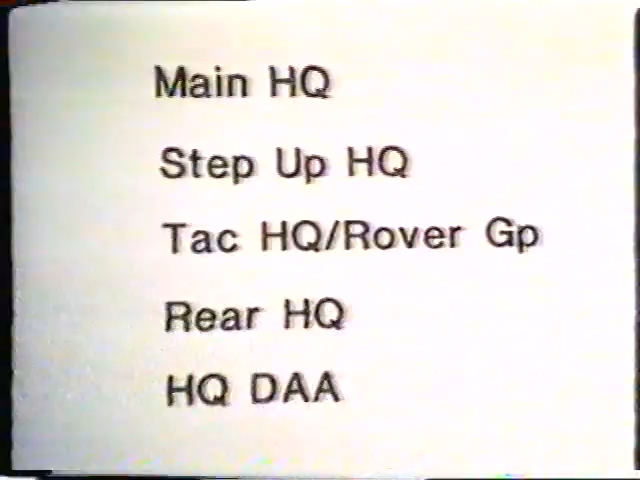 Main HQ
Step Up HQ
Tac HQ/Rover Gp
Rear HQ
HQ DAA